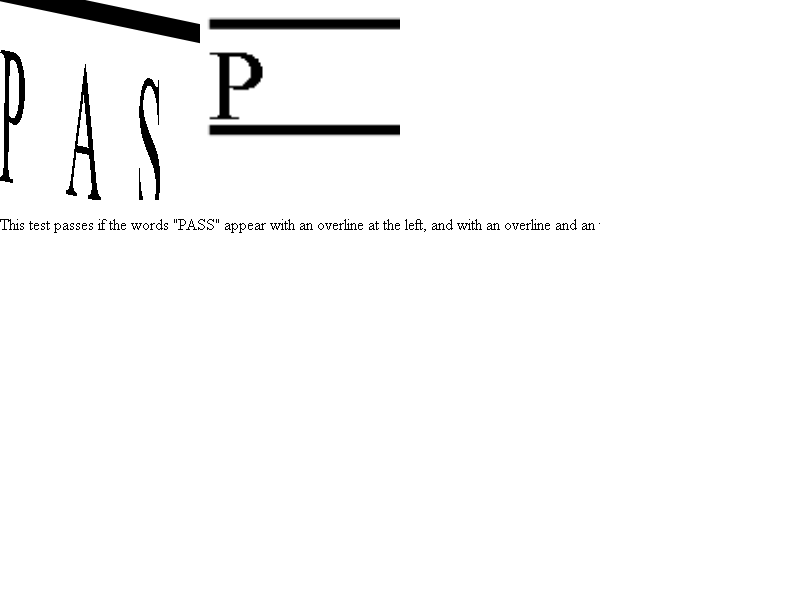 PAS
P
This test passes if the words "PASS" appear with an overline at the left, and with an overline and an